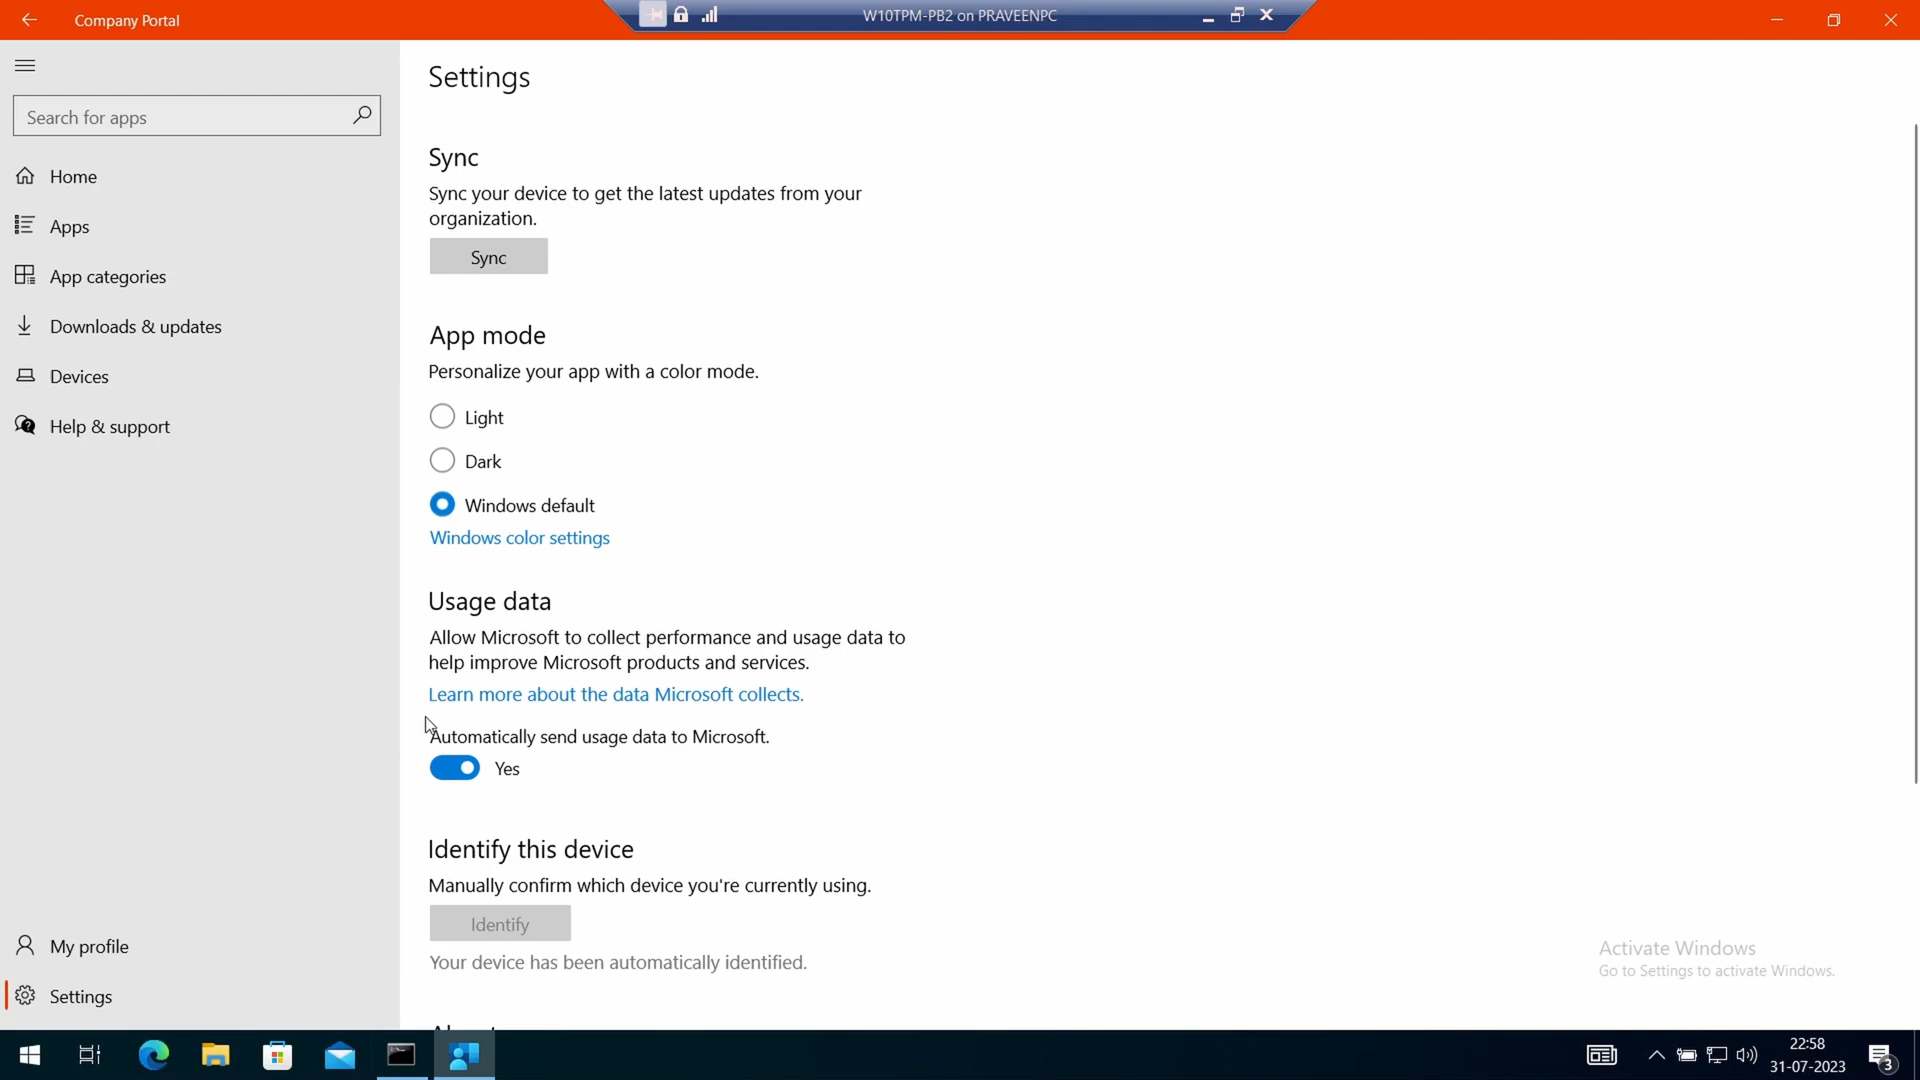 Company Portal
W10TPM-PB2 on PRAVEENPC
Search for apps
Home
Apps
App categories
Downloads & updates
Devices
Help & support
My profile
Settings
Settings
Sync
Sync your device to get the latest updates from your
organization.
Sync
App mode
Personalize your app with a color mode.
Light
Dark
Windows default
Windows color settings
Usage data
Allow Microsoft to collect performance and usage data to
help improve Microsoft products and services.
Learn more about the data Microsoft collects.
Automatically send usage data to Microsoft.
Yes
Identify this device
Manually confirm which device you're currently using.
Identify
Your device has been automatically identified.
Activate Windows
Go to Settings to activate Windows.
22:58
31-07-2023
3